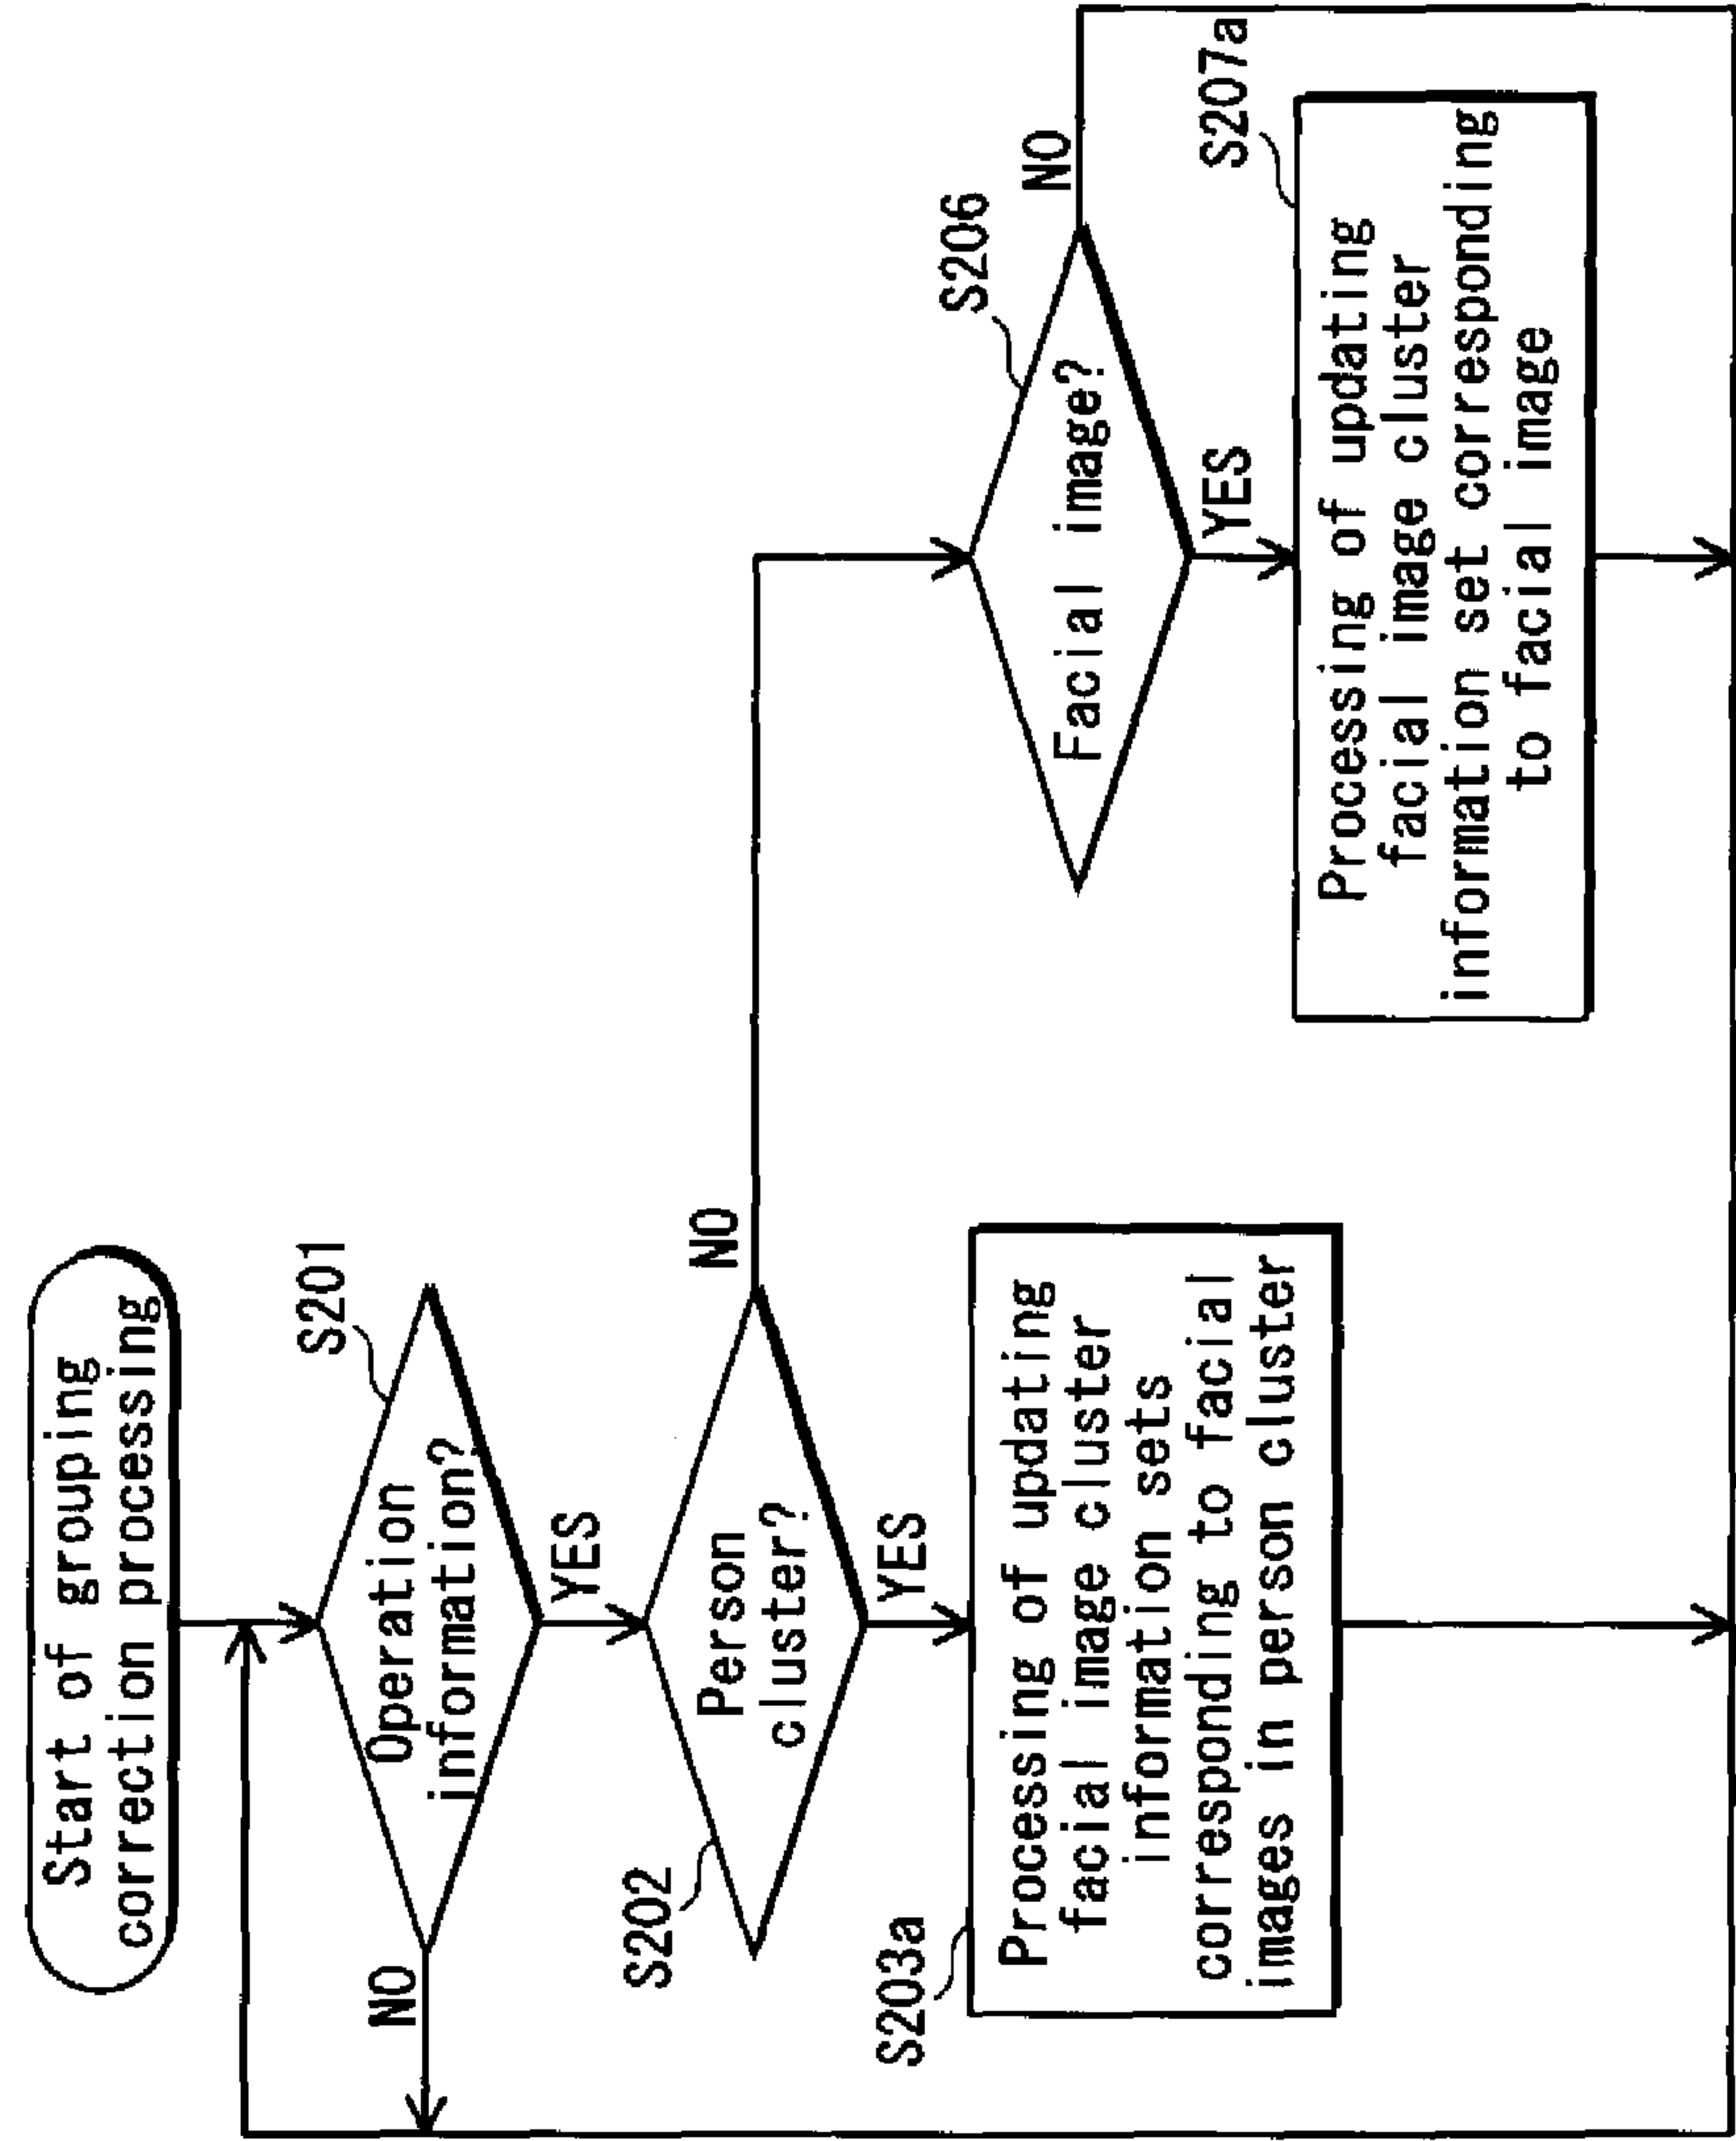 Start of grouping
correction processing
S201
Operation
information?
NO
YES
S202
Person
cluster?
NO
YES
S203a
Processing of updating
facial image cluster
information sets
corresponding to facial
images in person cluster
S206
Facial image?
NO
YES
S207a
Processing of updating
facial image cluster
information set corresponding
to facial image